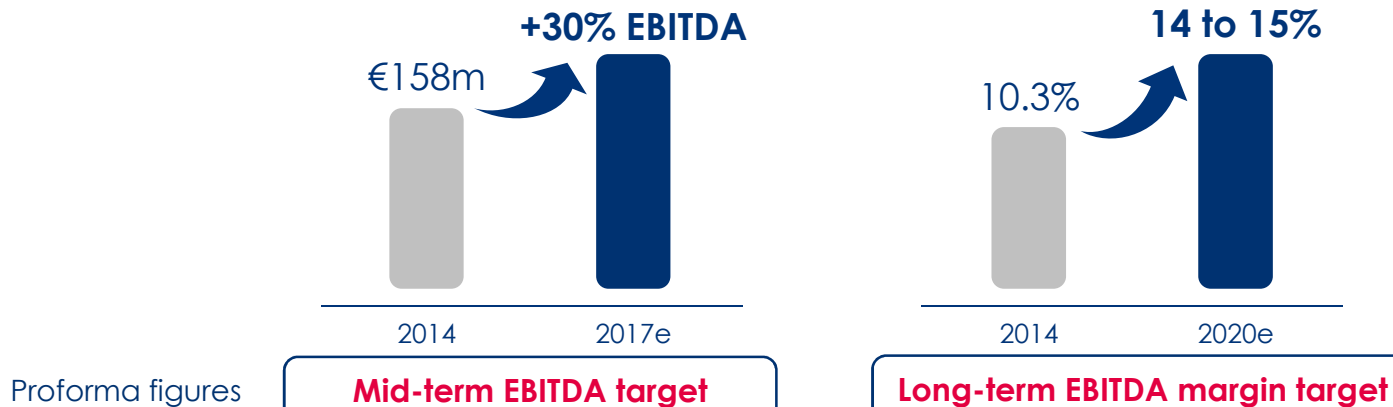 +30% EBITDA
€158m
2014
2017e
Mid-term EBITDA target
14 to 15%
10.3%
2014
2020e
Long-term EBITDA margin target
Proforma figures